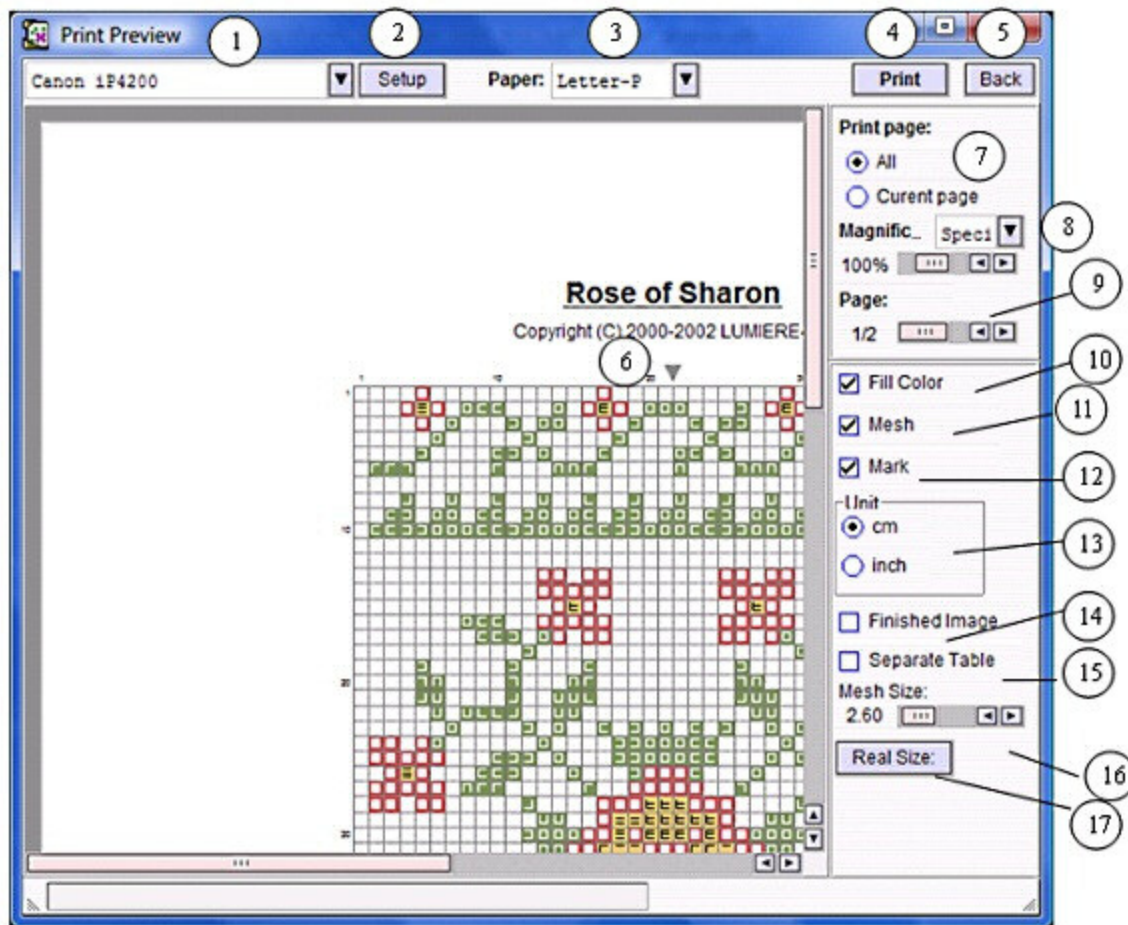 Print Preview
1
2
3
4
5
Canon iP4200
Setup
Paper: Letter-P
Print
Back
Print page:
7
All
Curent page
8
Magnific_ Speci
100%
9
Page:
1/2
Rose of Sharon
Copyright (C) 2000-2002 LUMIERE-
6
10
Fill Color
11
Mesh
12
Mark
Unit
cm
13
inch
14
Finished Image
15
Separate Table
Mesh Size:
2.60
16
Real Size:
17